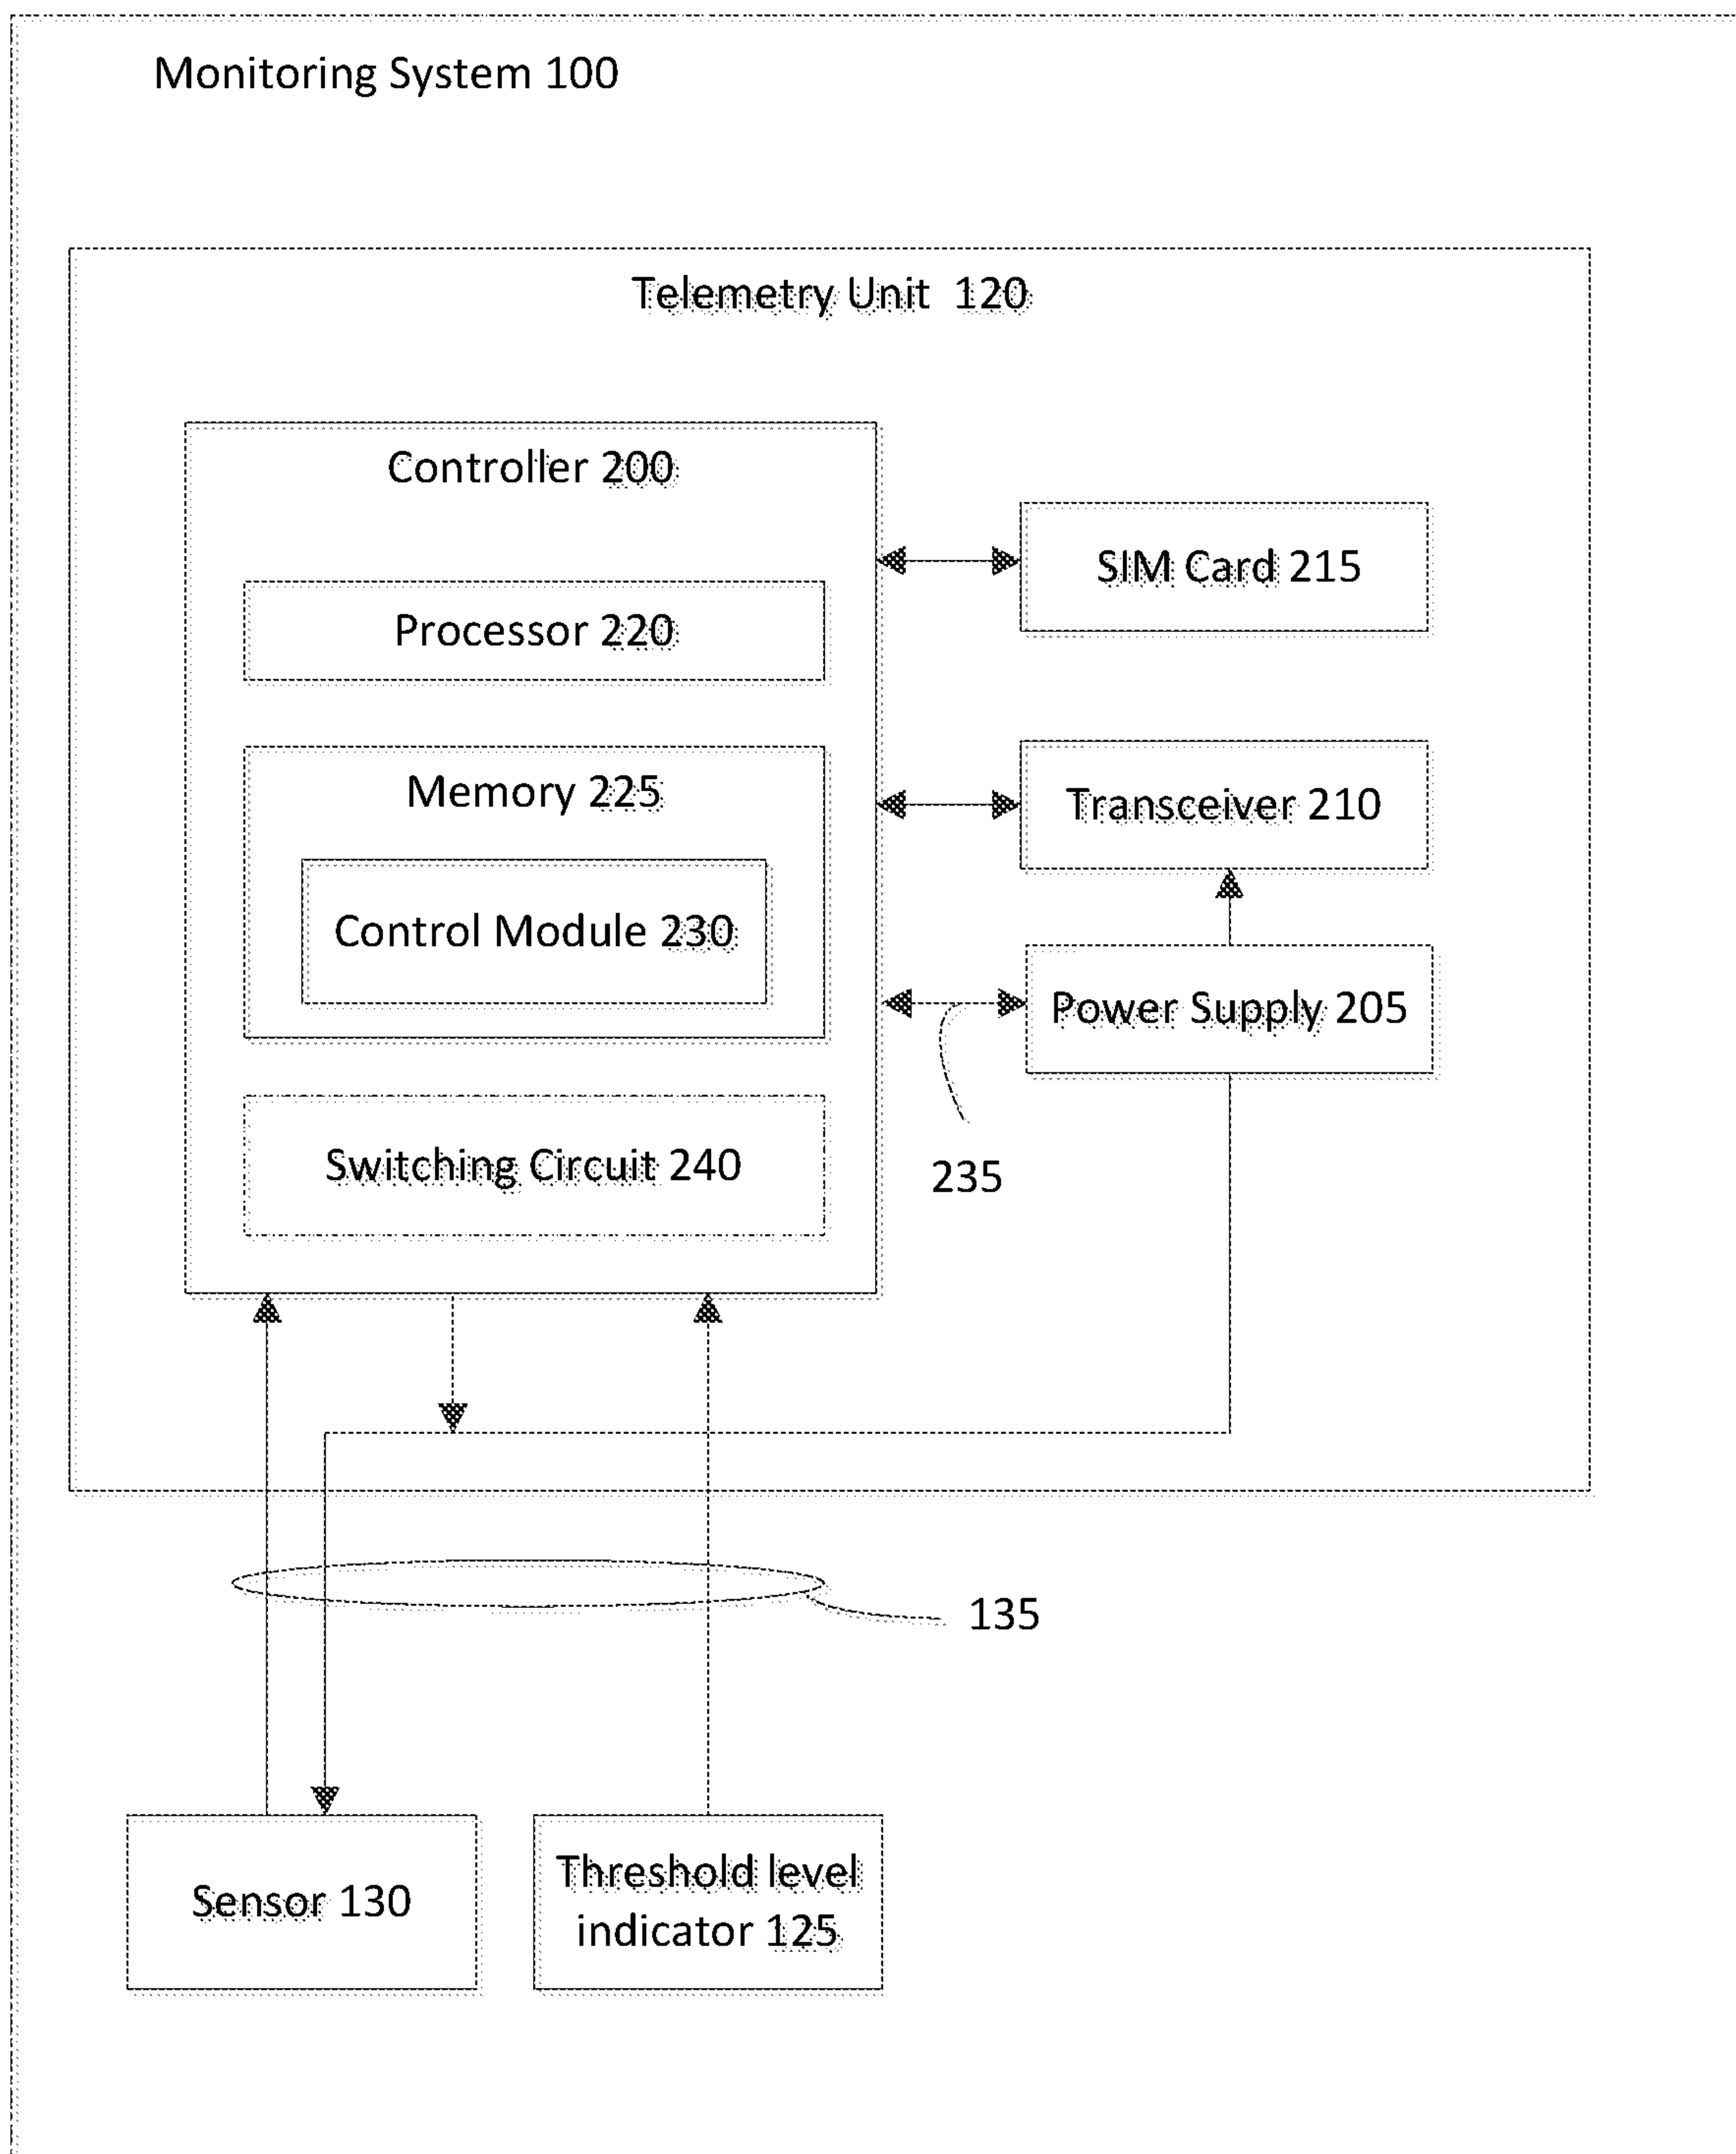 Monitoring System 100
Telemetry Unit 120
Controller 200
SIM Card 215
Processor 220
Memory 225
Transceiver 210
Control Module 230
Power Supply 205
Switching Circuit 240
235
135
Sensor 130
Threshold level
indicator 125